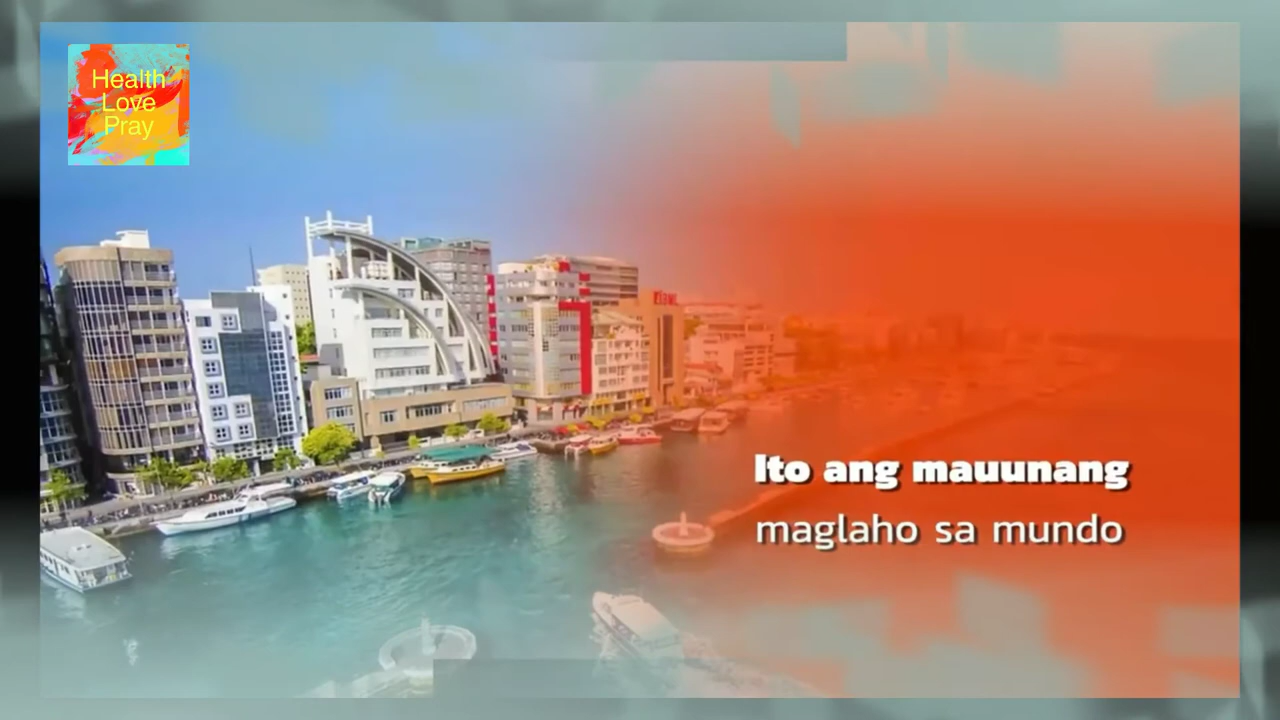 Health
Love
Pray
Ito ang mauunang
maglaho sa mundo